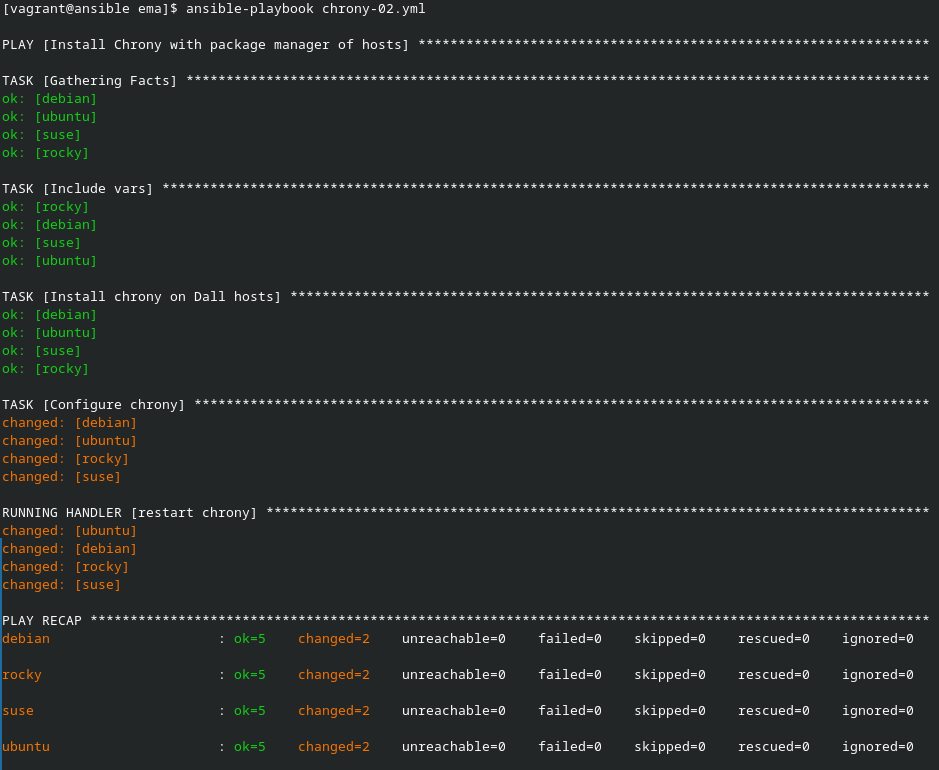 [vagrant@ansible ema]$ ansible-playbook chrony-02.yml
PLAY [Install Chrony with package manager of hosts] ****************************************************************
TASK [Gathering Facts] *********************************************************************************************
ok: [debian]
ok: [ubuntu]
ok: [suse]
ok: [rocky]
TASK [Include vars] ************************************************************************************************
ok: [rocky]
ok: [debian]
ok: [suse]
ok: [ubuntu]
TASK [Install chrony on Dall hosts] ********************************************************************************
ok: [debian]
ok: [ubuntu]
ok: [suse]
ok: [rocky]
TASK [Configure chrony] ********************************************************************************************
changed: [debian]
changed: [ubuntu]
changed: [rocky]
changed: [suse]
RUNNING HANDLER [restart chrony] ***********************************************************************************
changed: [ubuntu]
changed: [debian]
changed: [rocky]
changed: [suse]
PLAY RECAP *********************************************************************************************************
debian                     : ok=5    changed=2    unreachable=0    failed=0    skipped=0    rescued=0    ignored=0
rocky                      : ok=5    changed=2    unreachable=0    failed=0    skipped=0    rescued=0    ignored=0
suse                       : ok=5    changed=2    unreachable=0    failed=0    skipped=0    rescued=0    ignored=0
ubuntu                     : ok=5    changed=2    unreachable=0    failed=0    skipped=0    rescued=0    ignored=0